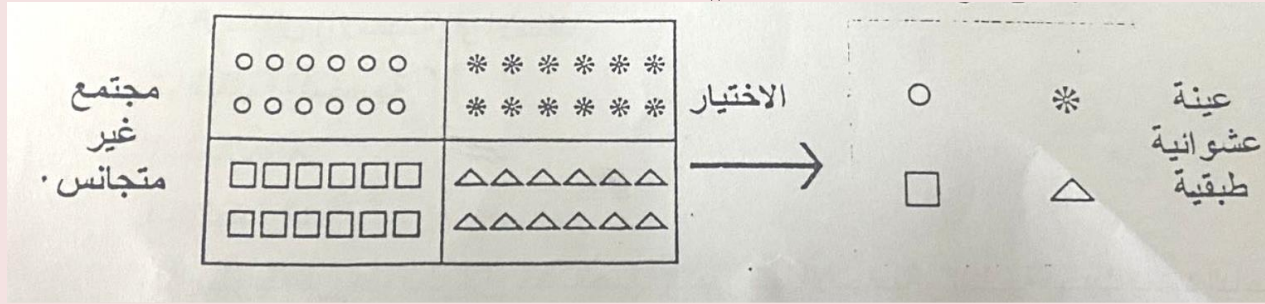 مجتمع
غير
متجانس.
الاختيار
عينة
عشوائية
طبقية